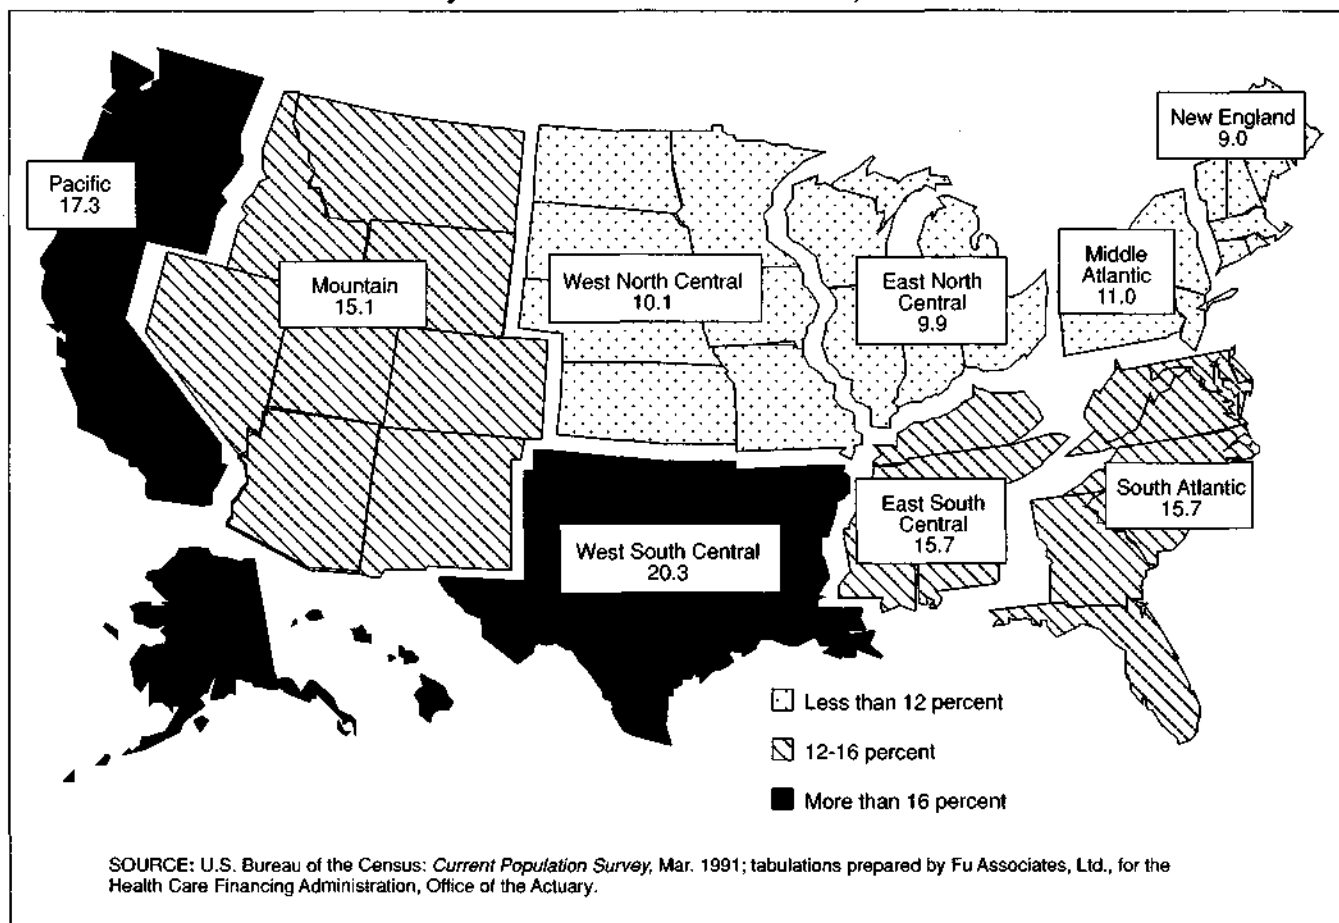 New England
9.0
Pacific
17.3
Middle
Atlantic
11.0
Mountain
15.1
West North Central
10.1
East North
Central
9.9
South Atlantic
15.7
East South
Central
15.7
West South Central
20.3
Less than 12 percent
12-16 percent
More than 16 percent
SOURCE: U.S. Bureau of the Census: Current Population Survey, Mar. 1991; tabulations prepared by Fu Associates, Ltd., for the
Health Care Financing Administration, Office of the Actuary.